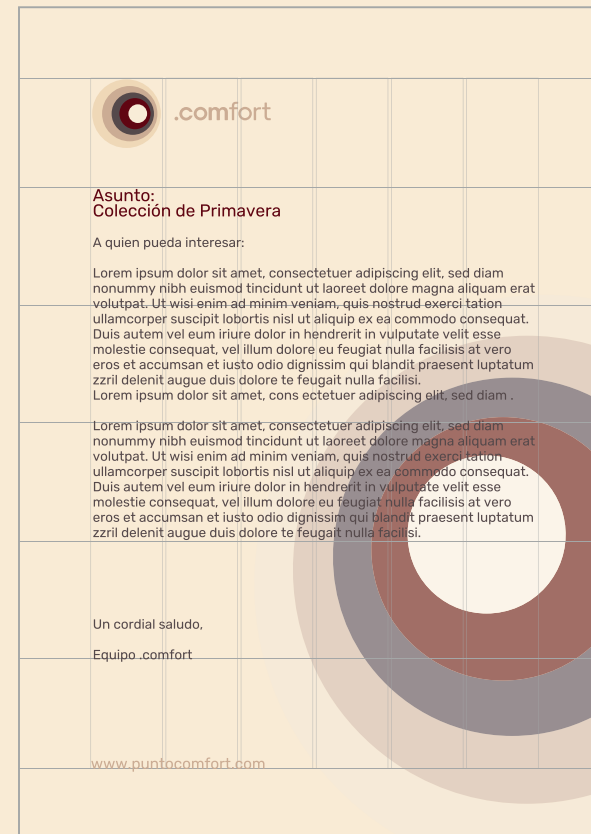 .comfort
Asunto:
Colección de Primavera
A quien pueda interesar:
Lorem ipsum dolor sit amet, consectetuer adipiscing elit, sed diam
nonummy nibh euismod tincidunt ut laoreet dolore magna aliquam erat
volutpat. Ut wisi enim ad minim veniam, quis nostrud exerci tation
ullamcorper suscipit lobortis nisl ut aliquip ex ea commodo consequat.
Duis autem vel eum iriure dolor in hendrerit in vulputate velit esse
molestie consequat, vel illum dolore eu feugiat nulla facilisis at vero
eros et accumsan et iusto odio dignissim qui blandit praesent luptatum
zzril delenit augue duis dolore te feugait nulla facilisi.
Lorem ipsum dolor sit amet, cons ectetuer adipiscing elit, sed diam .
Lorem ipsum dolor sit amet, consectetuer adipiscing elit, sed diam
nonummy nibh euismod tincidunt ut laoreet dolore magna aliquam erat
volutpat. Ut wisi enim ad minim veniam, quis nostrud exerci tation
ullamcorper suscipit lobortis nisl ut aliquip ex ea commodo consequat.
Duis autem vel eum iriure dolor in hendrerit in vulputate velit esse
molestie consequat, vel illum dolore eu feugiat nulla facilisis at vero
eros et accumsan et iusto odio dignissim qui blandit praesent luptatum
zzril delenit augue duis dolore te feugait nulla facilisi.
Un cordial saludo,
Equipo .comfort
www.puntocomfort.com